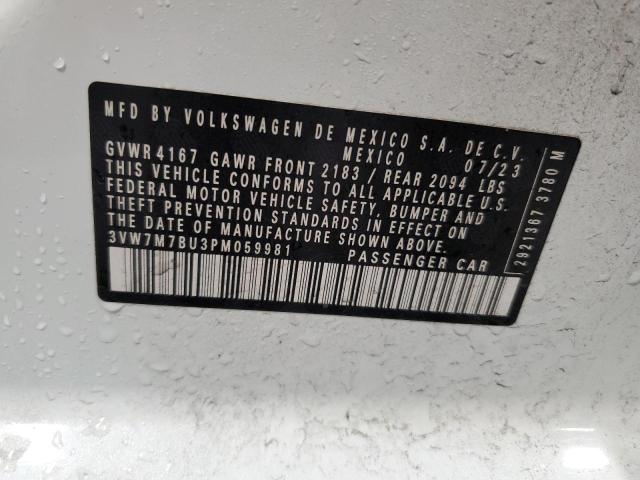 MFD BY VOLKSWAGEN DE MEXICO S.A. DE C.V.
MEXICO 07/23
GVWR 4167 GAWR FRONT 2183 / REAR 2094 LBS
THIS VEHICLE CONFORMS TO ALL APPLICABLE U.S.
FEDERAL MOTOR VEHICLE SAFETY, BUMPER AND
THEFT PREVENTION STANDARDS IN EFFECT ON
THE DATE OF MANUFACTURE SHOWN ABOVE.
3VW7M7BU3PM059981 PASSENGER CAR
2921367 3780 M